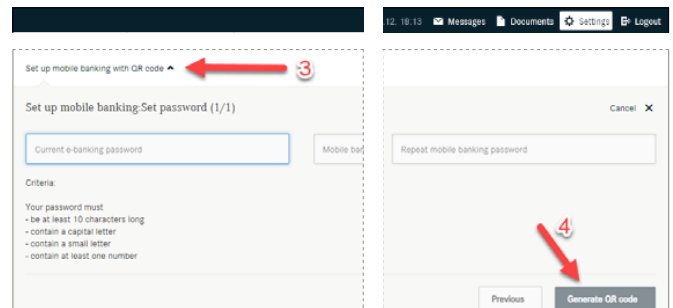 .12. 18:13 Messages Documents Settings Logout
Set up mobile banking with QR code 3
Set up mobile banking:Set password (1/1) Cancel X
Current e-banking password Mobile Repeat mobile banking password
Criteria:
Your password must
- be at least 10 characters long
- contain a capital letter
- contain a small letter
- contain at least one number
4
Previous Generate QR code